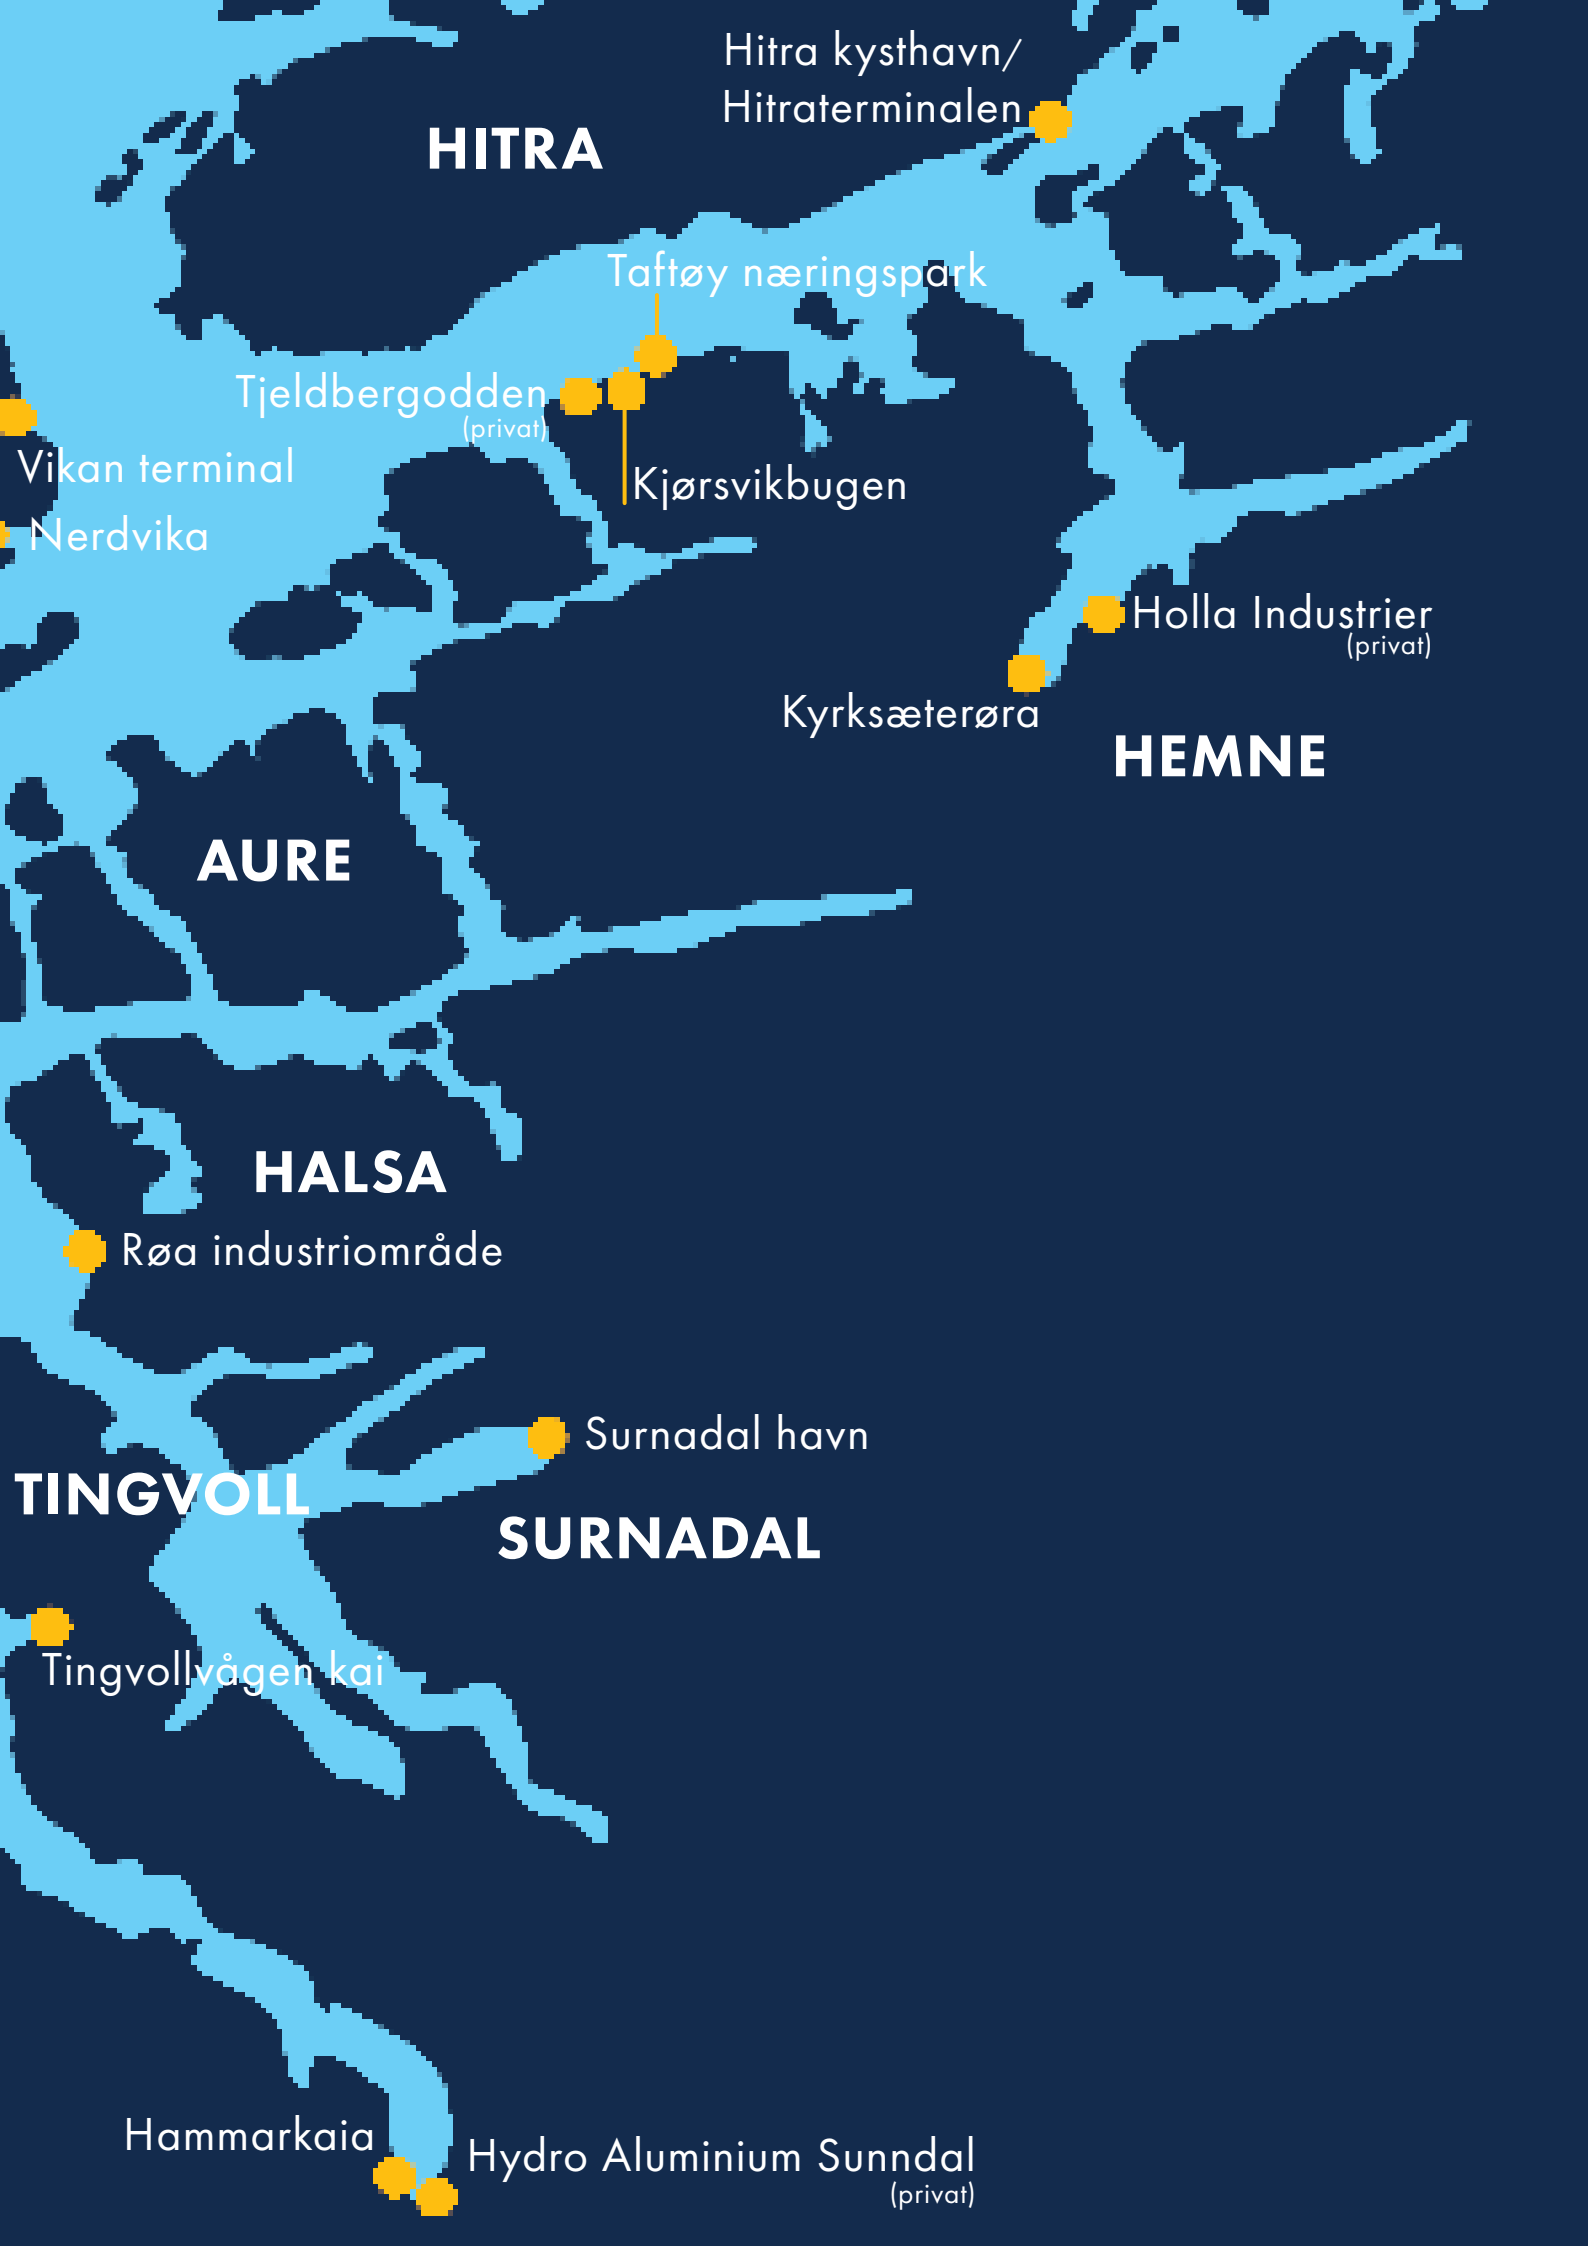 Hitra kysthavn/
Hitraterminalen
HITRA
Taftøy næringspark
Tjeldbergodden
(privat)
Vikan terminal
Kjørsvikbugen
Nerdvika
Holla Industrier
(privat)
Kyrksæterøra
HEMNE
AURE
HALSA
Røa industriområde
Surnadal havn
TINGVOLL
SURNADAL
Tingvollvågen kai
Hammarkaia
Hydro Aluminium Sunndal
(privat)